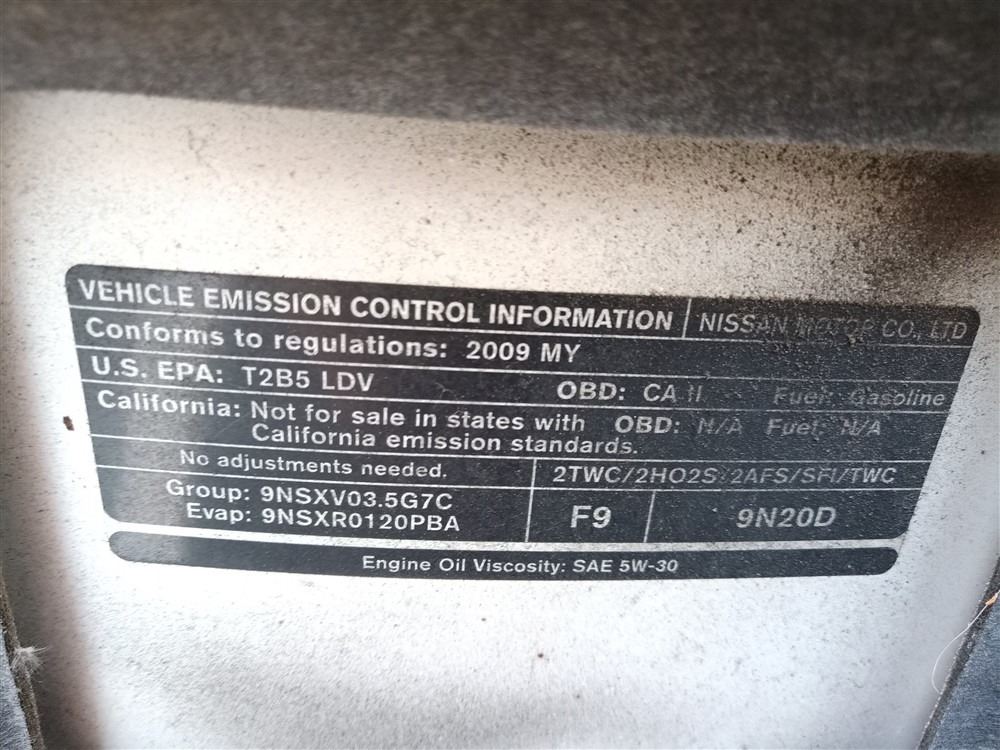 VEHICLE EMISSION CONTROL INFORMATION NISSAN MOTOR CO., LTD
Conforms to regulations: 2009 MY
U.S. EPA: T2B5 LDV OBD: CA II Fuel: Gasoline
California: Not for sale in states with OBD: N/A Fuel: N/A
California emission standards.
No adjustments needed. 2TWC/2HO2S/2AFS/SFI/TWC
Group: 9NSXV03.5G7C
Evap: 9NSXR0120PBA F9 9N20D
Engine Oil Viscosity: SAE 5W-30